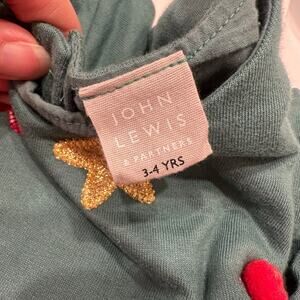 JOHN
LEWIS
& PARTNERS
3-4 YRS